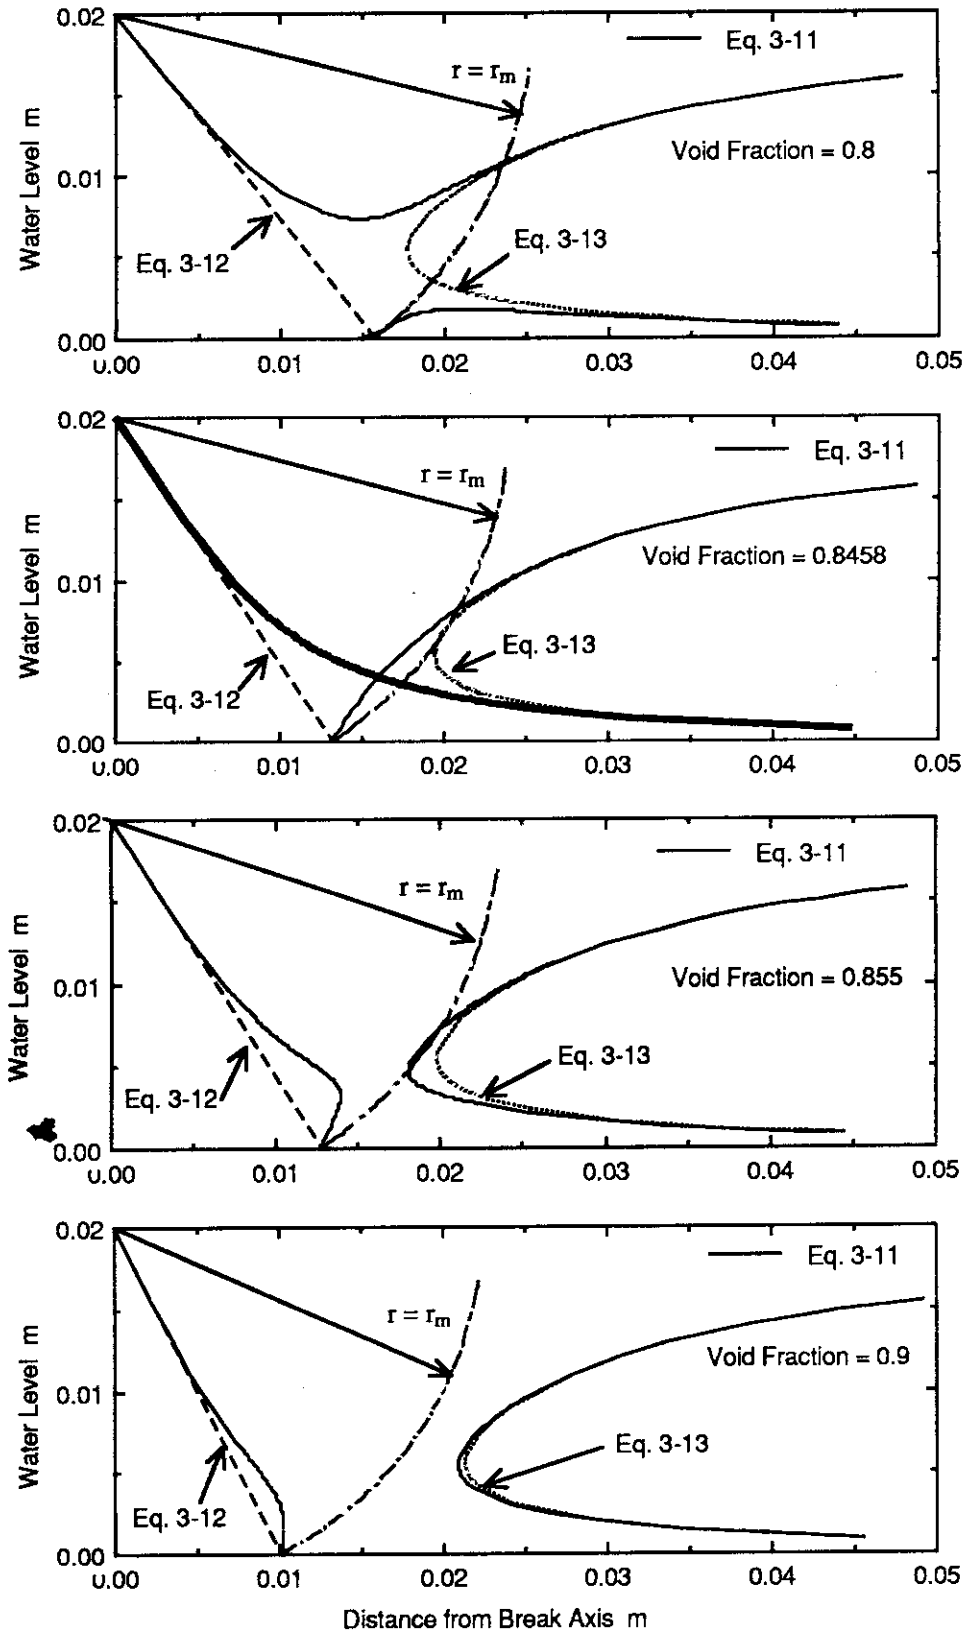 0.02
Eq. 3-11
r = rm
Void Fraction = 0.8
0.01
Eq. 3-13
Eq. 3-12
Water Level m
0.00
0.00 0.01 0.02 0.03 0.04 0.05
0.02
Eq. 3-11
r = rm
Void Fraction = 0.8458
0.01
Eq. 3-13
Eq. 3-12
Water Level m
0.00
0.00 0.01 0.02 0.03 0.04 0.05
0.02
Eq. 3-11
r = rm
Void Fraction = 0.855
0.01
Eq. 3-13
Eq. 3-12
Water Level m
0.00
0.00 0.01 0.02 0.03 0.04 0.05
0.02
Eq. 3-11
r = rm
Void Fraction = 0.9
0.01
Eq. 3-13
Eq. 3-12
Water Level m
0.00
0.00 0.01 0.02 0.03 0.04 0.05
Distance from Break Axis m